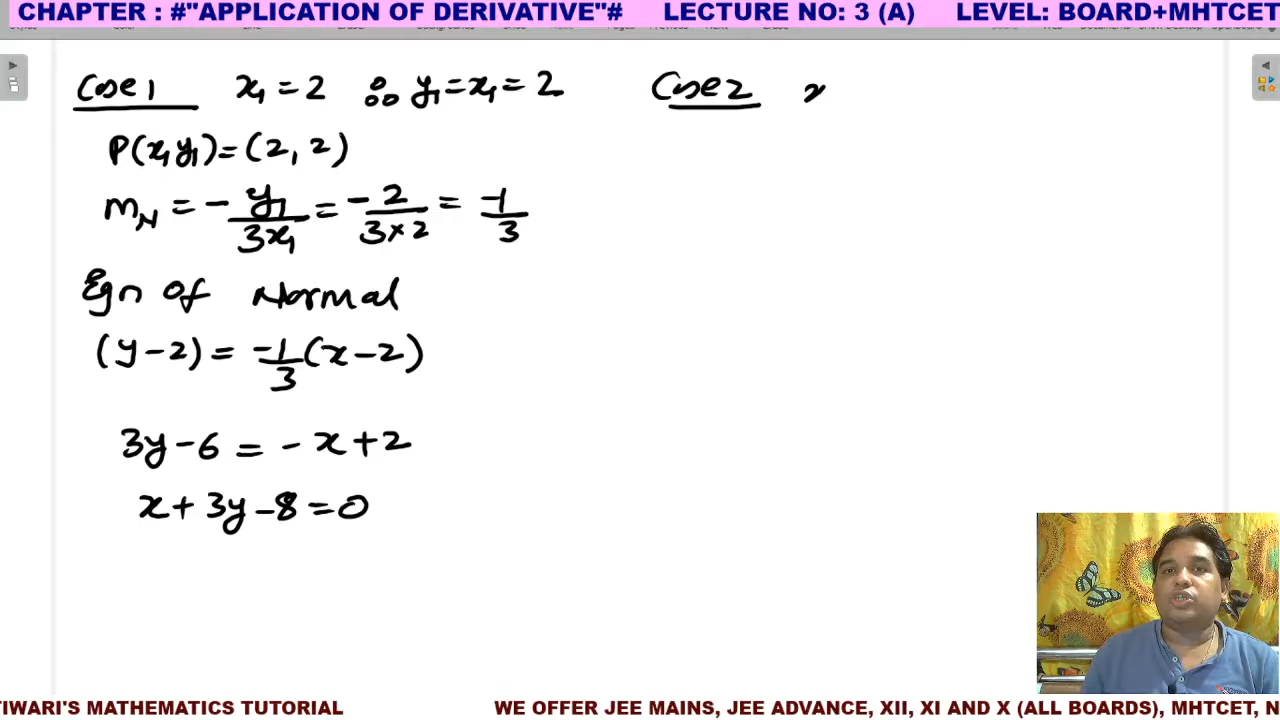 CHAPTER : #"APPLICATION OF DERIVATIVE"# LECTURE NO: 3 (A) LEVEL: BOARD+MHTCET
Case 1 x₁ = 2 ∴ y₁ = x₁ = 2
P(x₁ y₁) = (2, 2)
m_N = - y₁/3x₁ = - 2/3×2 = -1/3
Eqn of Normal
(y - 2) = -1/3 (x - 2)
3y - 6 = - x + 2
x + 3y - 8 = 0
Case 2 x
TIWARI'S MATHEMATICS TUTORIAL WE OFFER JEE MAINS, JEE ADVANCE, XII, XI AND X (ALL BOARDS), MHTCET, N